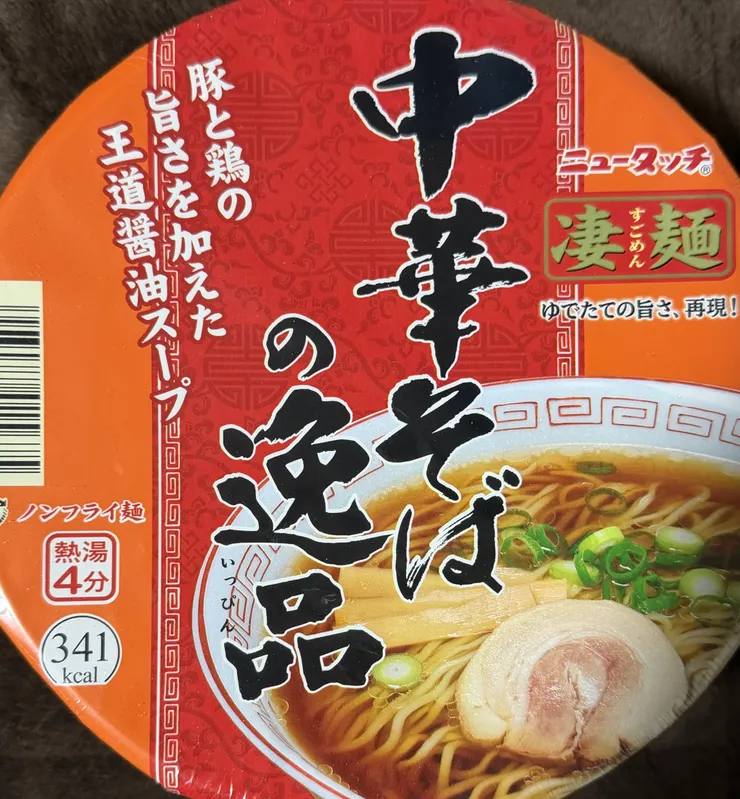 中華そば
の逸品
いっぴん
豚と鶏の
旨さを加えた
王道醤油スープ
ニュータッチ®
凄麺
すごめん
ゆでたての旨さ、再現!
ノンフライ麺
熱湯
4分
341
kcal